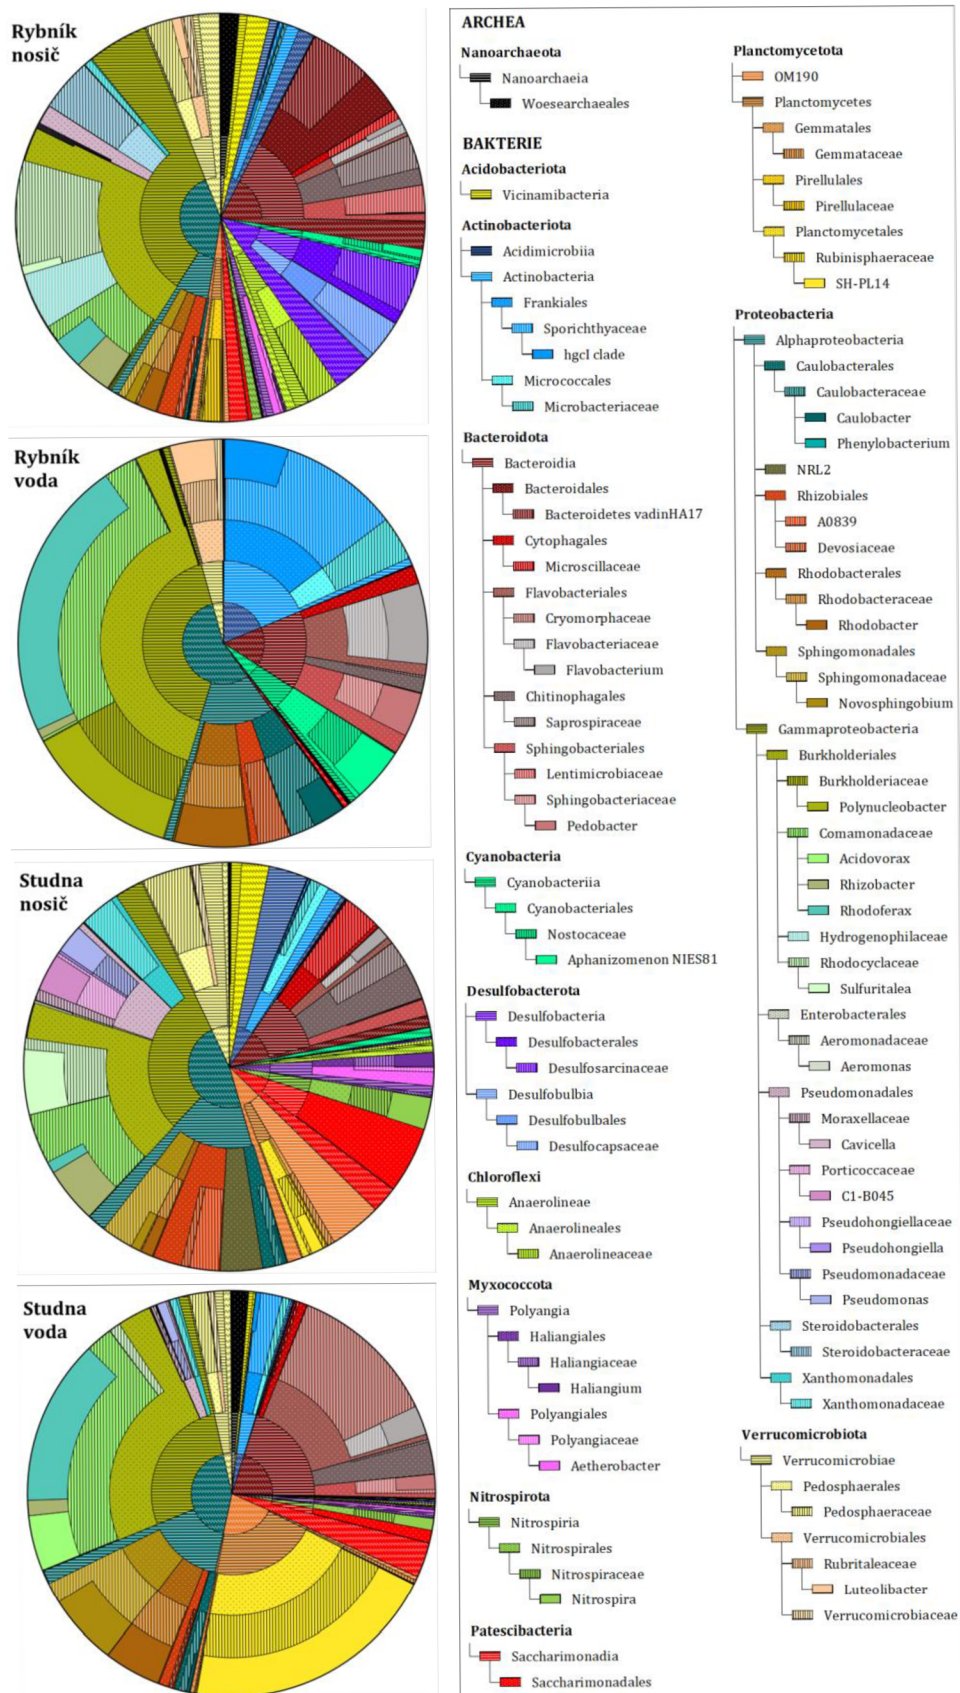 Rybník
nosič
Rybník
voda
Studna
nosič
Studna
voda
ARCHEA
Nanoarchaeota
Nanoarchaeia
Woesearchaeales
BAKTERIE
Acidobacteriota
Vicinamibacteria
Actinobacteriota
Acidimicrobiia
Actinobacteria
Frankiales
Sporichthyaceae
hgcI clade
Micrococcales
Microbacteriaceae
Bacteroidota
Bacteroidia
Bacteroidales
Bacteroidetes vadinHA17
Cytophagales
Microscillaceae
Flavobacteriales
Cryomorphaceae
Flavobacteriaceae
Flavobacterium
Chitinophagales
Saprospiraceae
Sphingobacteriales
Lentimicrobiaceae
Sphingobacteriaceae
Pedobacter
Cyanobacteria
Cyanobacteriia
Cyanobacteriales
Nostocaceae
Aphanizomenon NIES81
Desulfobacterota
Desulfobacteria
Desulfobacterales
Desulfosarcinaceae
Desulfobulbia
Desulfobulbales
Desulfocapsaceae
Chloroflexi
Anaerolineae
Anaerolineales
Anaerolineaceae
Myxococcota
Polyangia
Haliangiales
Haliangiaceae
Haliangium
Polyangiales
Polyangiaceae
Aetherobacter
Nitrospirota
Nitrospiria
Nitrospirales
Nitrospiraceae
Nitrospira
Patescibacteria
Saccharimonadia
Saccharimonadales
Planctomycetota
OM190
Planctomycetes
Gemmatales
Gemmataceae
Pirellulales
Pirellulaceae
Planctomycetales
Rubinisphaeraceae
SH-PL14
Proteobacteria
Alphaproteobacteria
Caulobacterales
Caulobacteraceae
Caulobacter
Phenylobacterium
NRL2
Rhizobiales
A0839
Devosiaceae
Rhodobacterales
Rhodobacteraceae
Rhodobacter
Sphingomonadales
Sphingomonadaceae
Novosphingobium
Gammaproteobacteria
Burkholderiales
Burkholderiaceae
Polynucleobacter
Comamonadaceae
Acidovorax
Rhizobacter
Rhodoferax
Hydrogenophilaceae
Rhodocyclaceae
Sulfuritalea
Enterobacterales
Aeromonadaceae
Aeromonas
Pseudomonadales
Moraxellaceae
Cavicella
Porticoccaceae
C1-B045
Pseudohongiellaceae
Pseudohongiella
Pseudomonadaceae
Pseudomonas
Steroidobacterales
Steroidobacteraceae
Xanthomonadales
Xanthomonadaceae
Verrucomicrobiota
Verrucomicrobiae
Pedosphaerales
Pedosphaeraceae
Verrucomicrobiales
Rubritaleaceae
Luteolibacter
Verrucomicrobiaceae